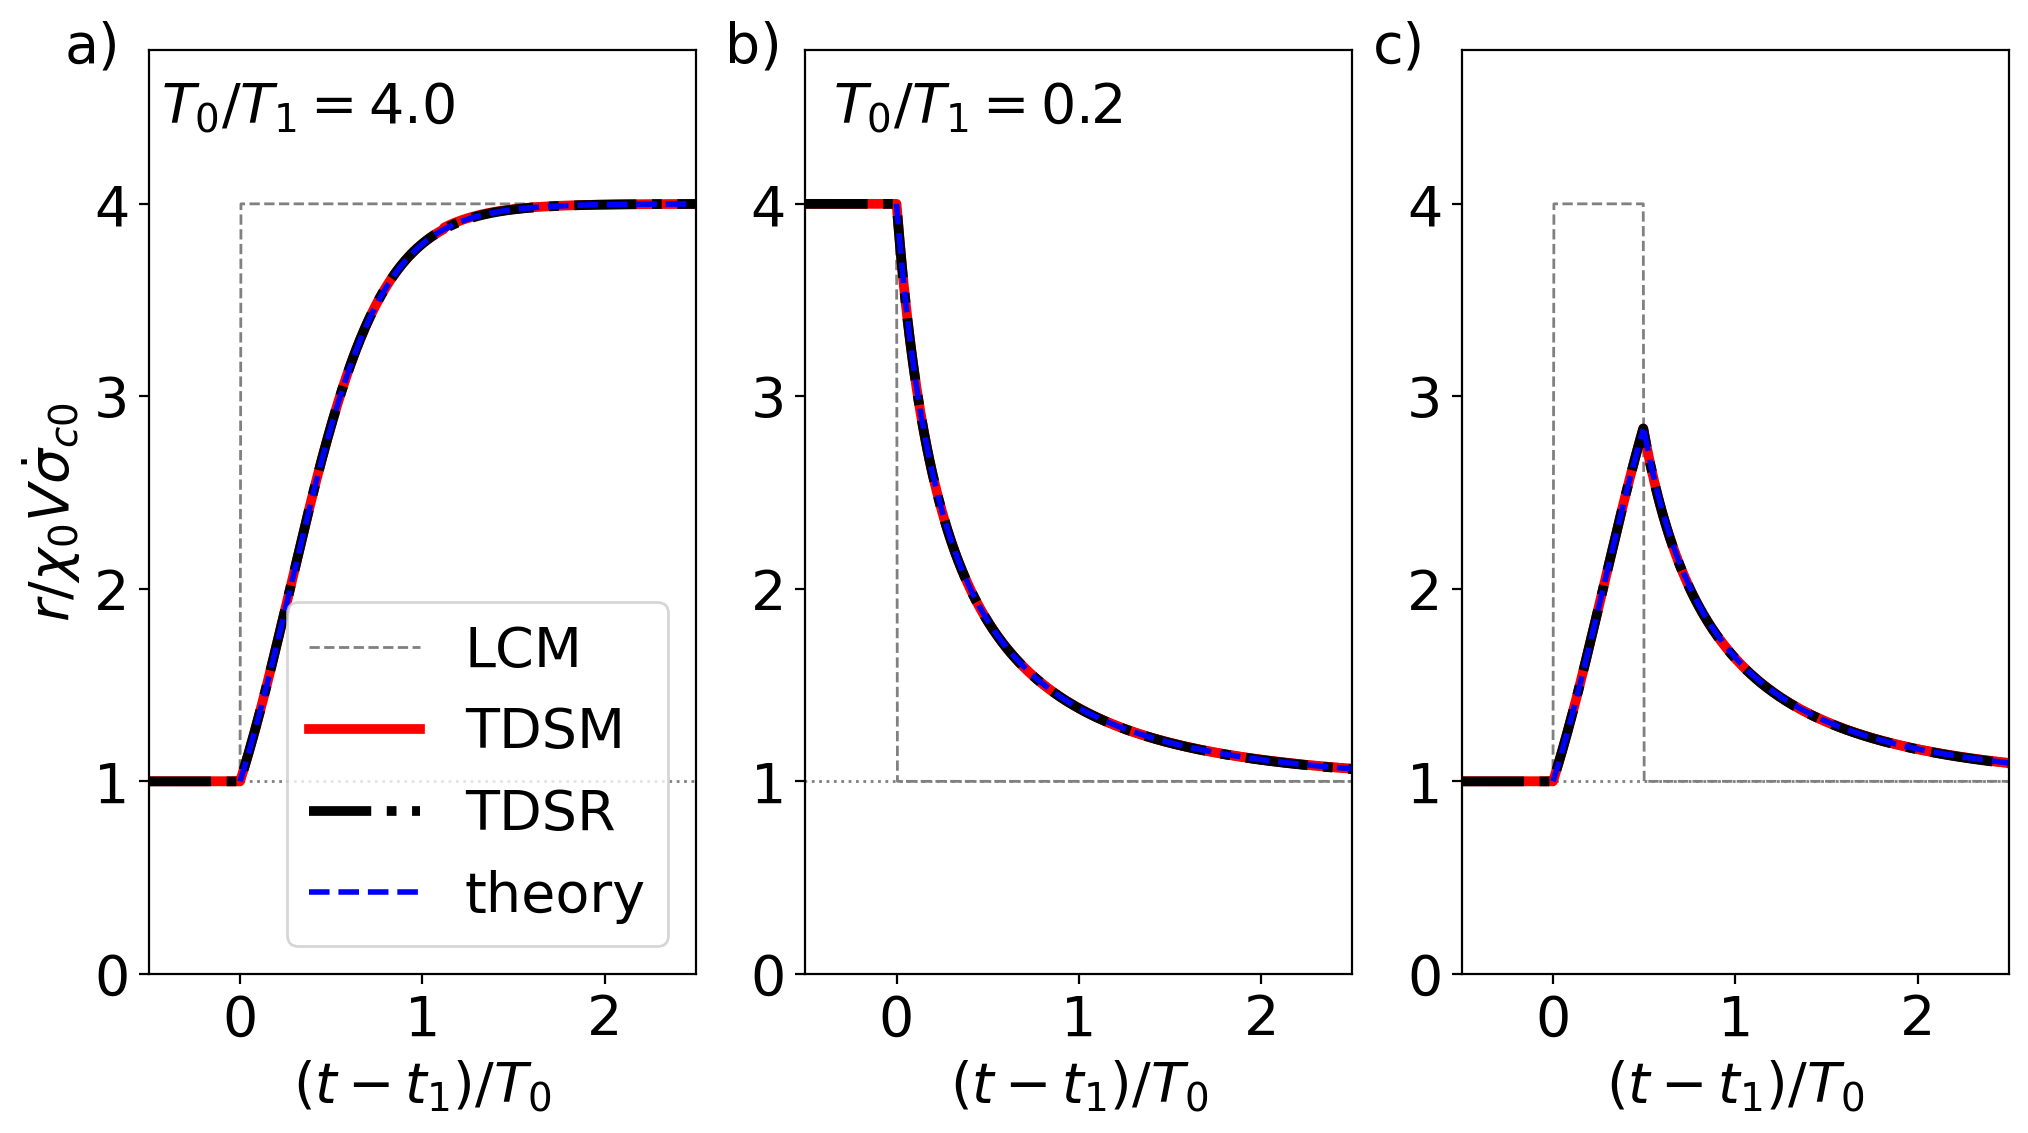 a)
T₀/T₁ = 4.0
r/χ₀Vσ̇c0
4
3
2
1
0
LCM
TDSM
TDSR
theory
0 1 2
(t − t₁)/T₀
b)
T₀/T₁ = 0.2
4
3
2
1
0
0 1 2
(t − t₁)/T₀
c)
4
3
2
1
0
0 1 2
(t − t₁)/T₀